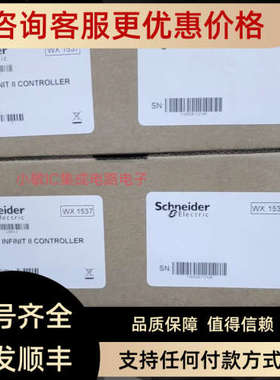 咨询客服更优惠价格
SN
Schneider
Electric
WX 1537
INFINIT II CONTROLLER
小敏IC集成电路电子
Schneider
Electric
WX 153
INFINIT II CONTROLLER
SN
号齐全
品质保障 值得信赖
发顺丰
支持任何付款方式